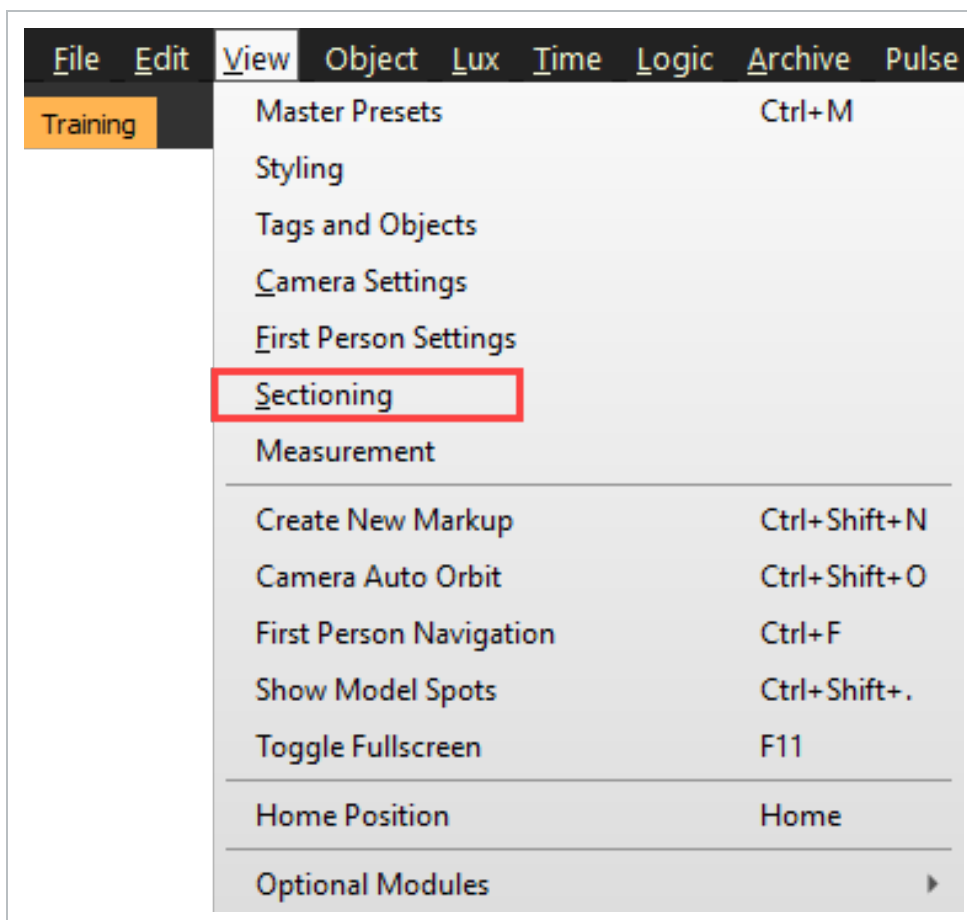 File Edit View Object Lux Time Logic Archive Pulse
Training
Master Presets Ctrl+M
Styling
Tags and Objects
Camera Settings
First Person Settings
Sectioning
Measurement
Create New Markup Ctrl+Shift+N
Camera Auto Orbit Ctrl+Shift+O
First Person Navigation Ctrl+F
Show Model Spots Ctrl+Shift+.
Toggle Fullscreen F11
Home Position Home
Optional Modules